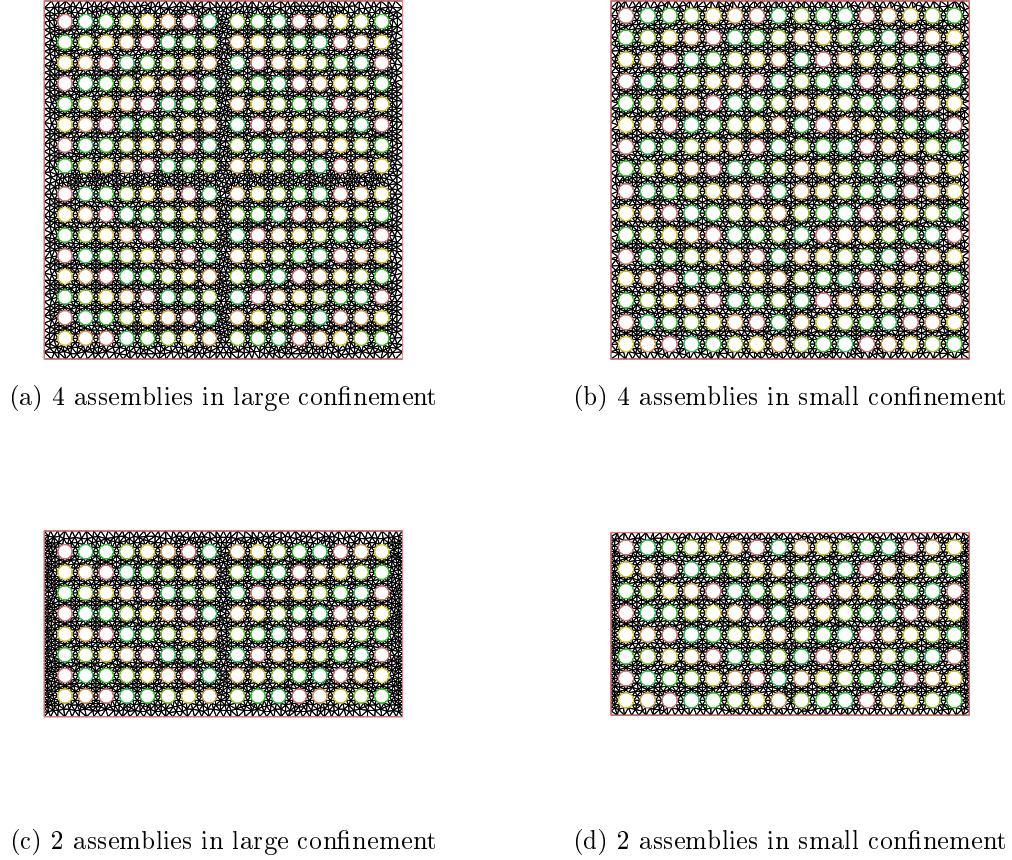 (a) 4 assemblies in large confinement
(b) 4 assemblies in small confinement
(c) 2 assemblies in large confinement
(d) 2 assemblies in small confinement